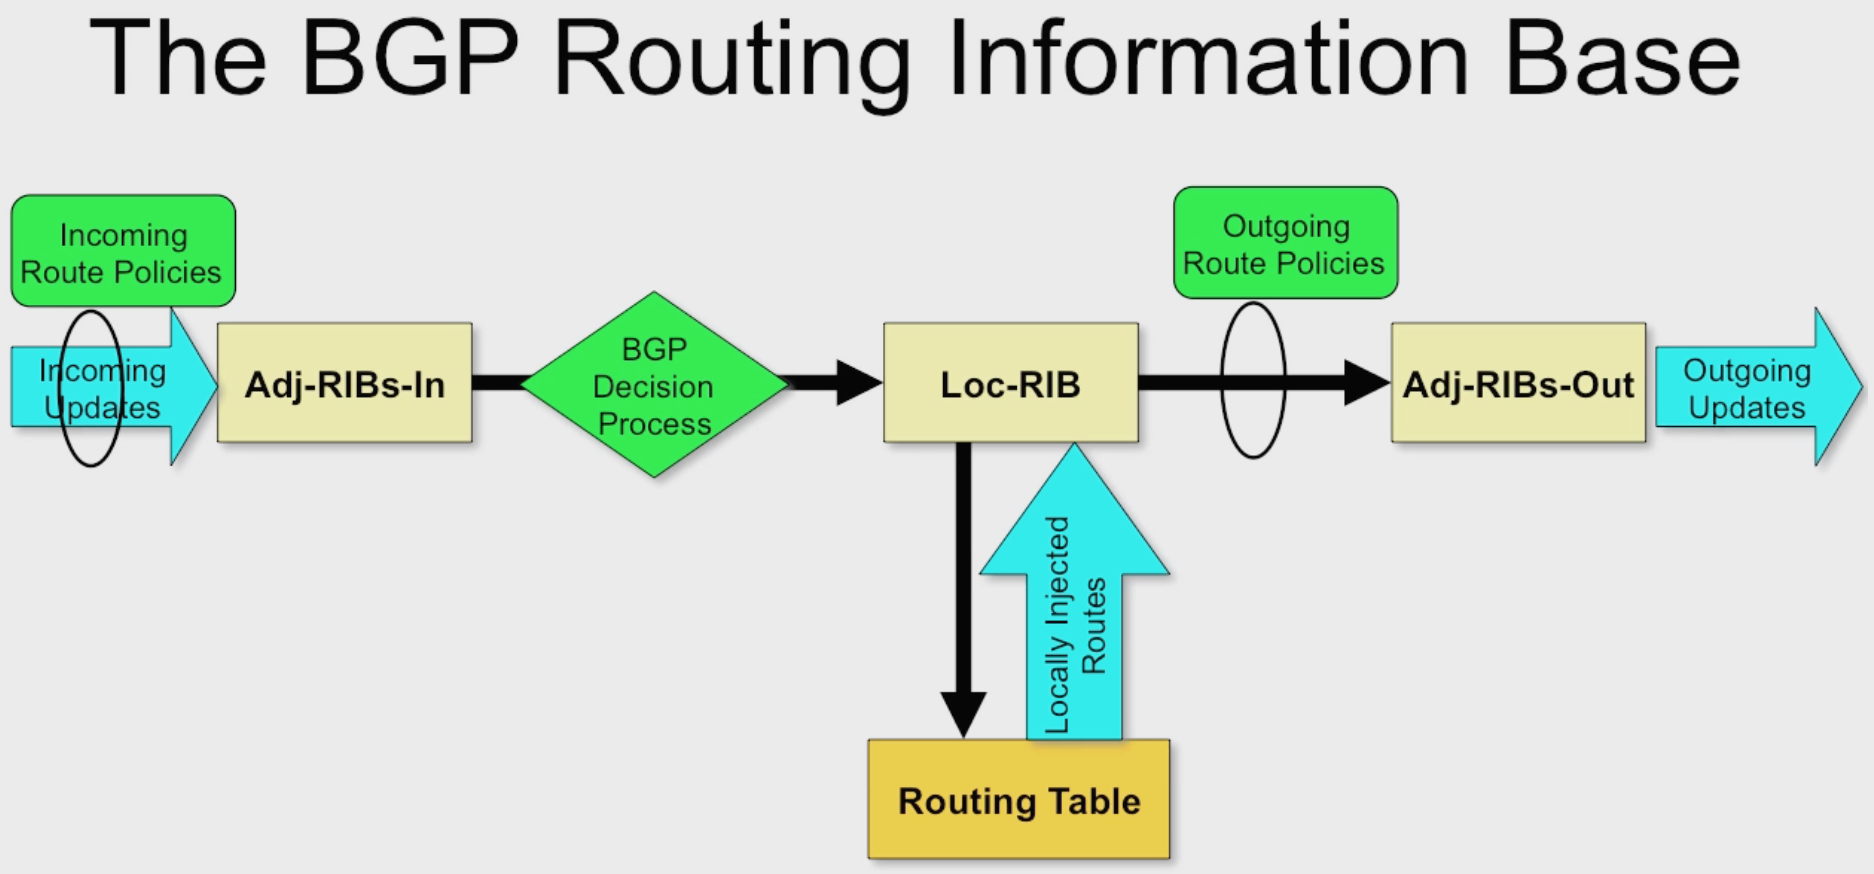 The BGP Routing Information Base
Incoming
Route Policies
Outgoing
Route Policies
Incoming
Updates
Adj-RIBs-In
BGP
Decision
Process
Loc-RIB
Adj-RIBs-Out
Outgoing
Updates
Locally Injected
Routes
Routing Table